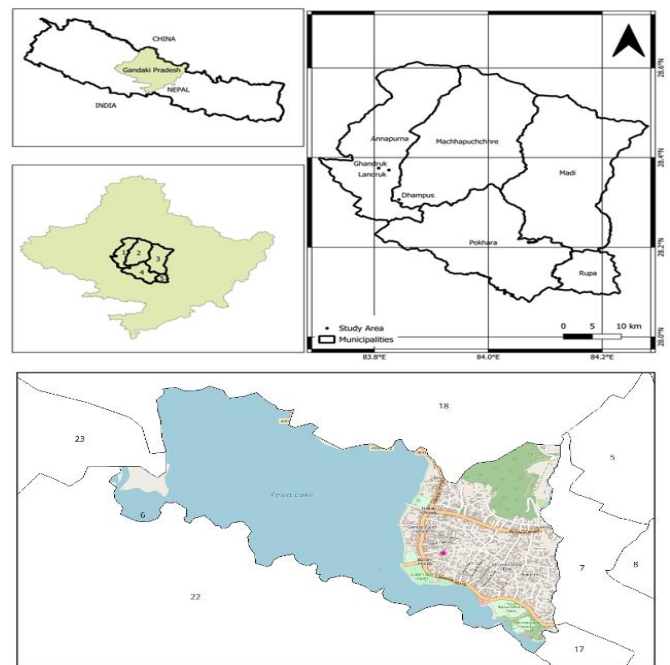 CHINA
Gandaki Pradesh
NEPAL
INDIA
28.6°N
Annapurna
Machhapuchchhre
28.4°N
Ghandruk
Landruk
Madi
Dhampus
28.2°N
Pokhara
Rupa
Study Area
Municipalities
0 5 10 km
28.0°N
83.8°E 84.0°E 84.2°E
1 2 3
4
5
18
23
5
Fewa Lake
6
7
8
22
17